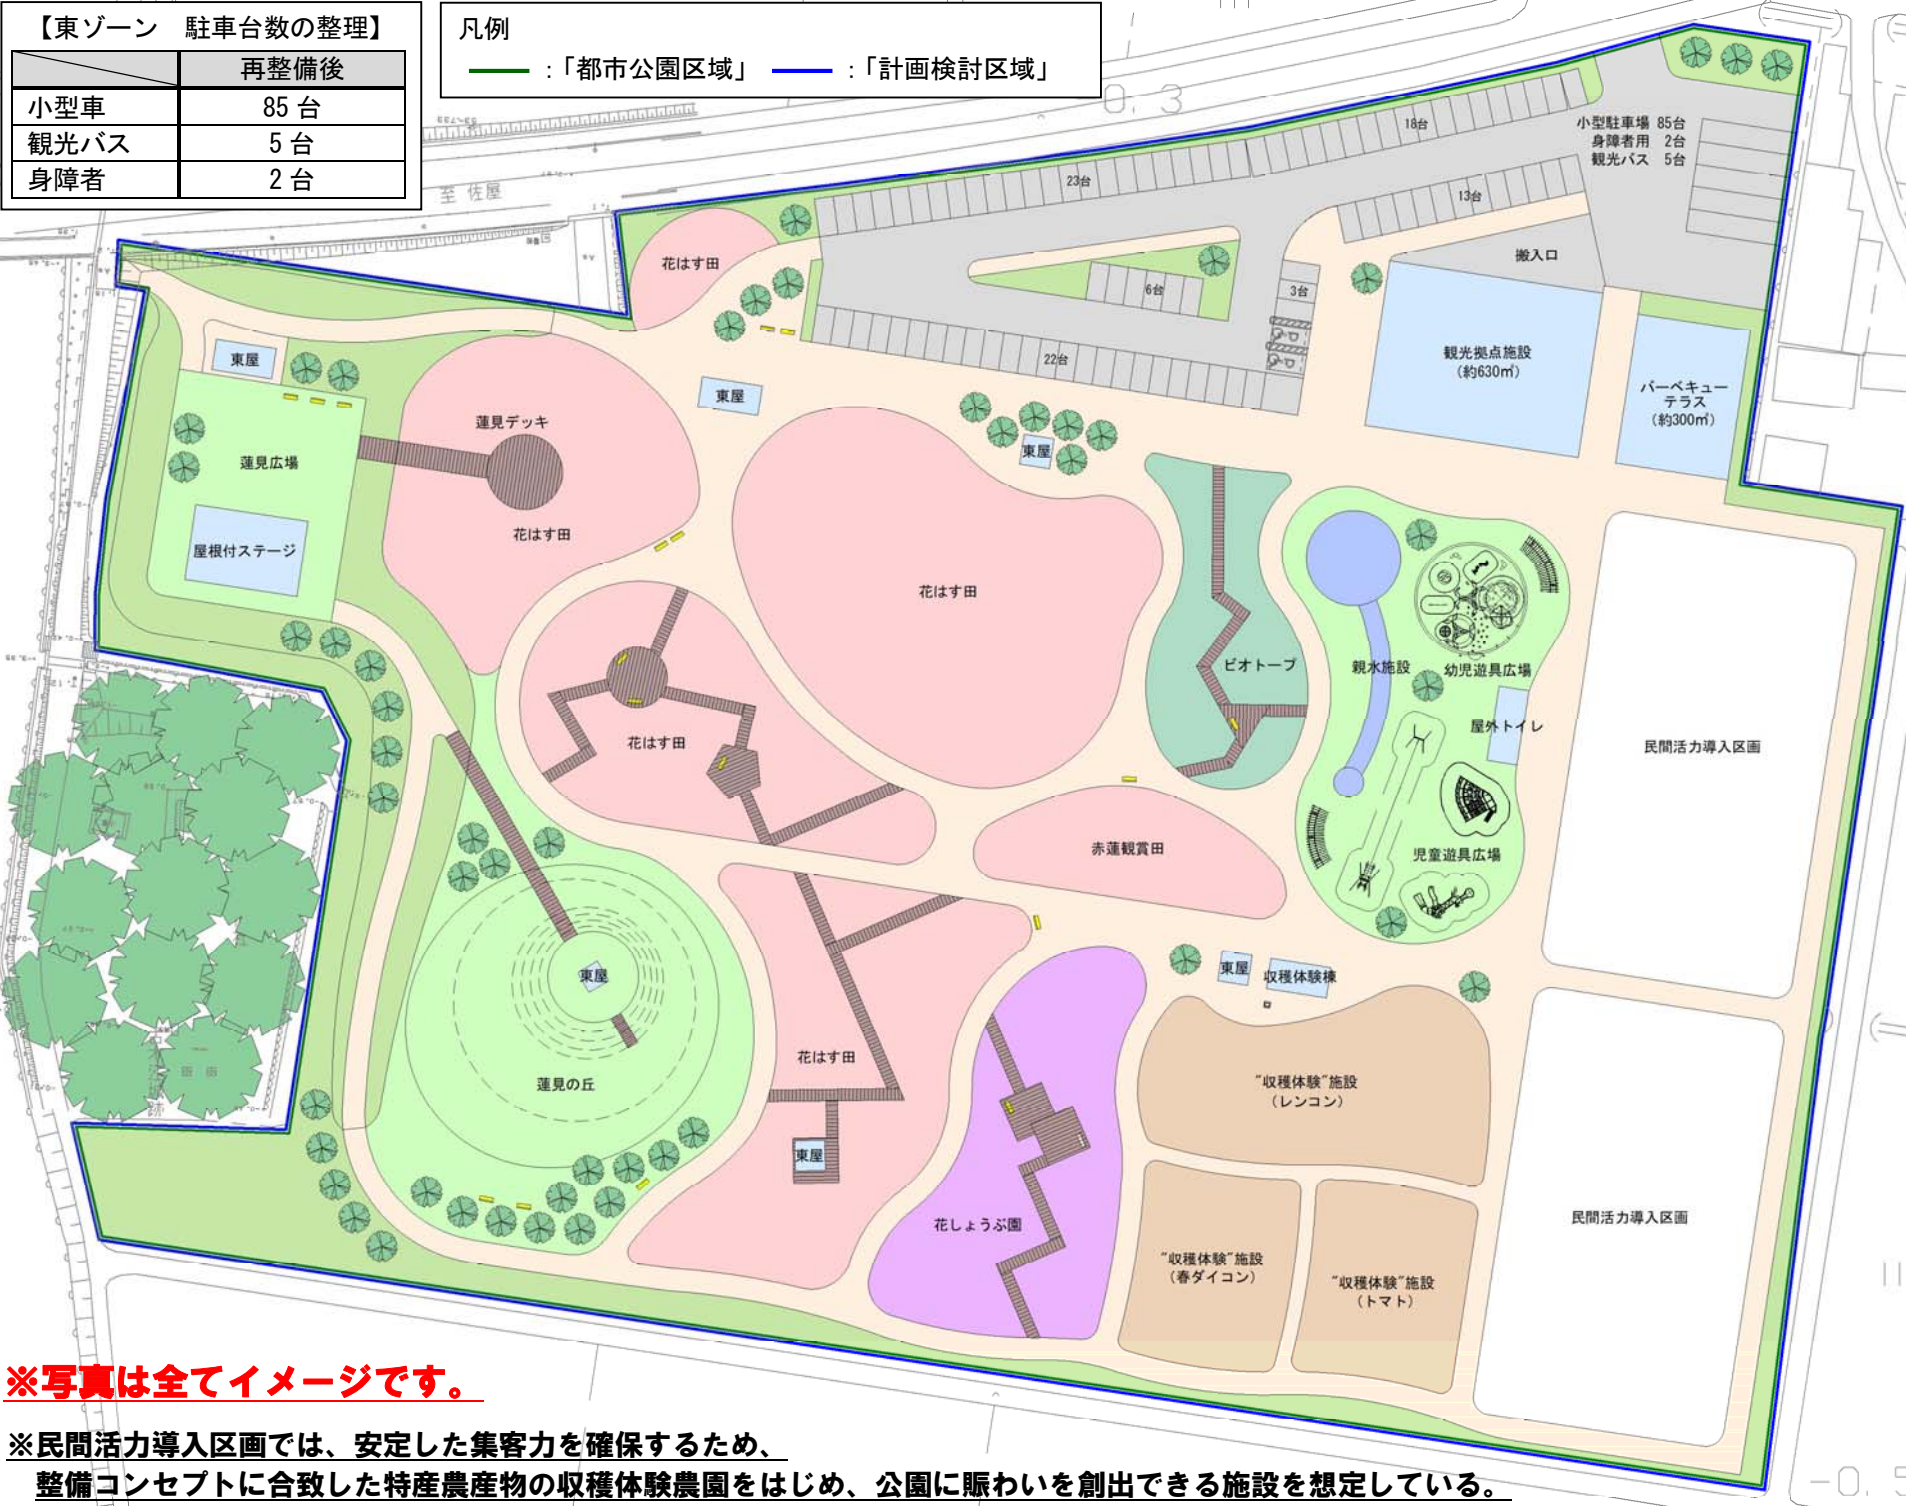 【東ゾーン　駐車台数の整理】
再整備後
小型車 85 台
観光バス 5 台
身障者 2 台
凡例
：「都市公園区域」 ：「計画検討区域」
至 佐屋
0.3
18台
小型駐車場 85台
身障者用 2台
観光バス 5台
23台
13台
花はす田
搬入口
6台
3台
22台
東屋
観光拠点施設
（約630㎡）
バーベキュー
テラス
（約300㎡）
東屋
蓮見デッキ
東屋
蓮見広場
花はす田
屋根付ステージ
花はす田
ビオトープ
親水施設
幼児遊具広場
屋外トイレ
花はす田
民間活力導入区画
赤蓮観賞田
児童遊具広場
東屋
東屋
収穫体験棟
花はす田
蓮見の丘
"収穫体験"施設
（レンコン）
東屋
花しょうぶ園
民間活力導入区画
"収穫体験"施設
（春ダイコン）
"収穫体験"施設
（トマト）
※写真は全てイメージです。
※民間活力導入区画では、安定した集客力を確保するため、
整備コンセプトに合致した特産農産物の収穫体験農園をはじめ、公園に賑わいを創出できる施設を想定している。